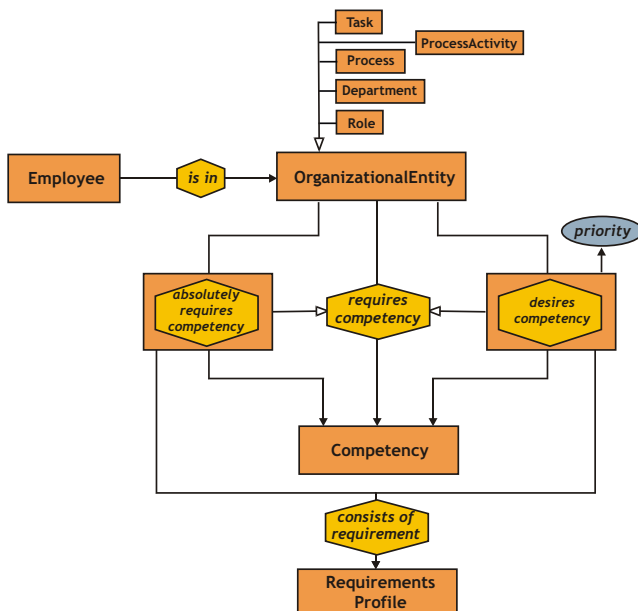 Task
ProcessActivity
Process
Department
Role
Employee
is in
OrganizationalEntity
priority
absolutely
requires
competency
requires
competency
desires
competency
Competency
consists of
requirement
Requirements
Profile